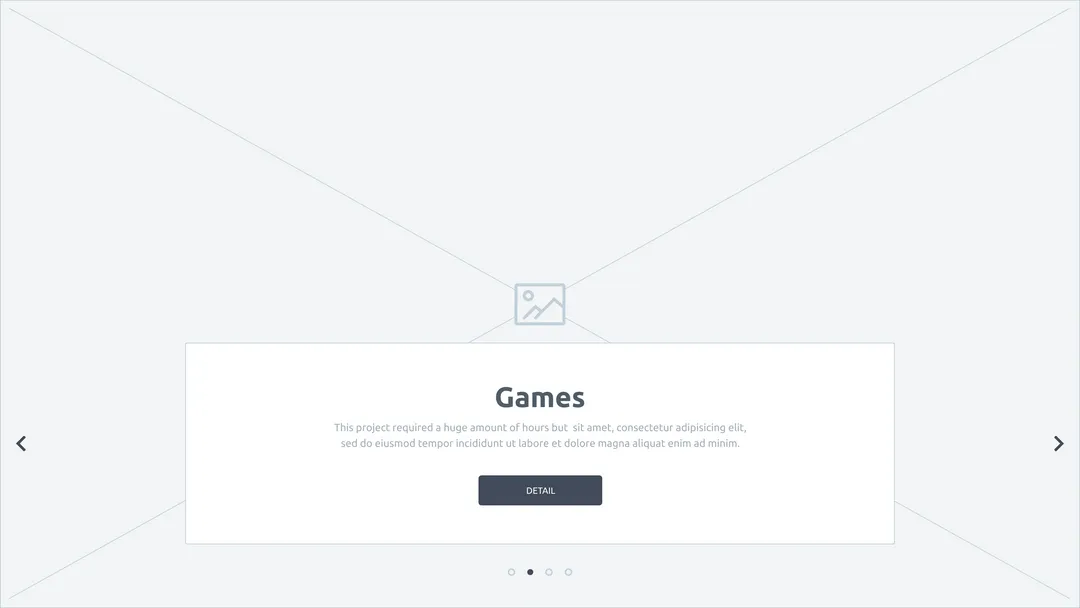 Games
This project required a huge amount of hours but  sit amet, consectetur adipisicing elit,
sed do eiusmod tempor incididunt ut labore et dolore magna aliquat enim ad minim.
DETAIL